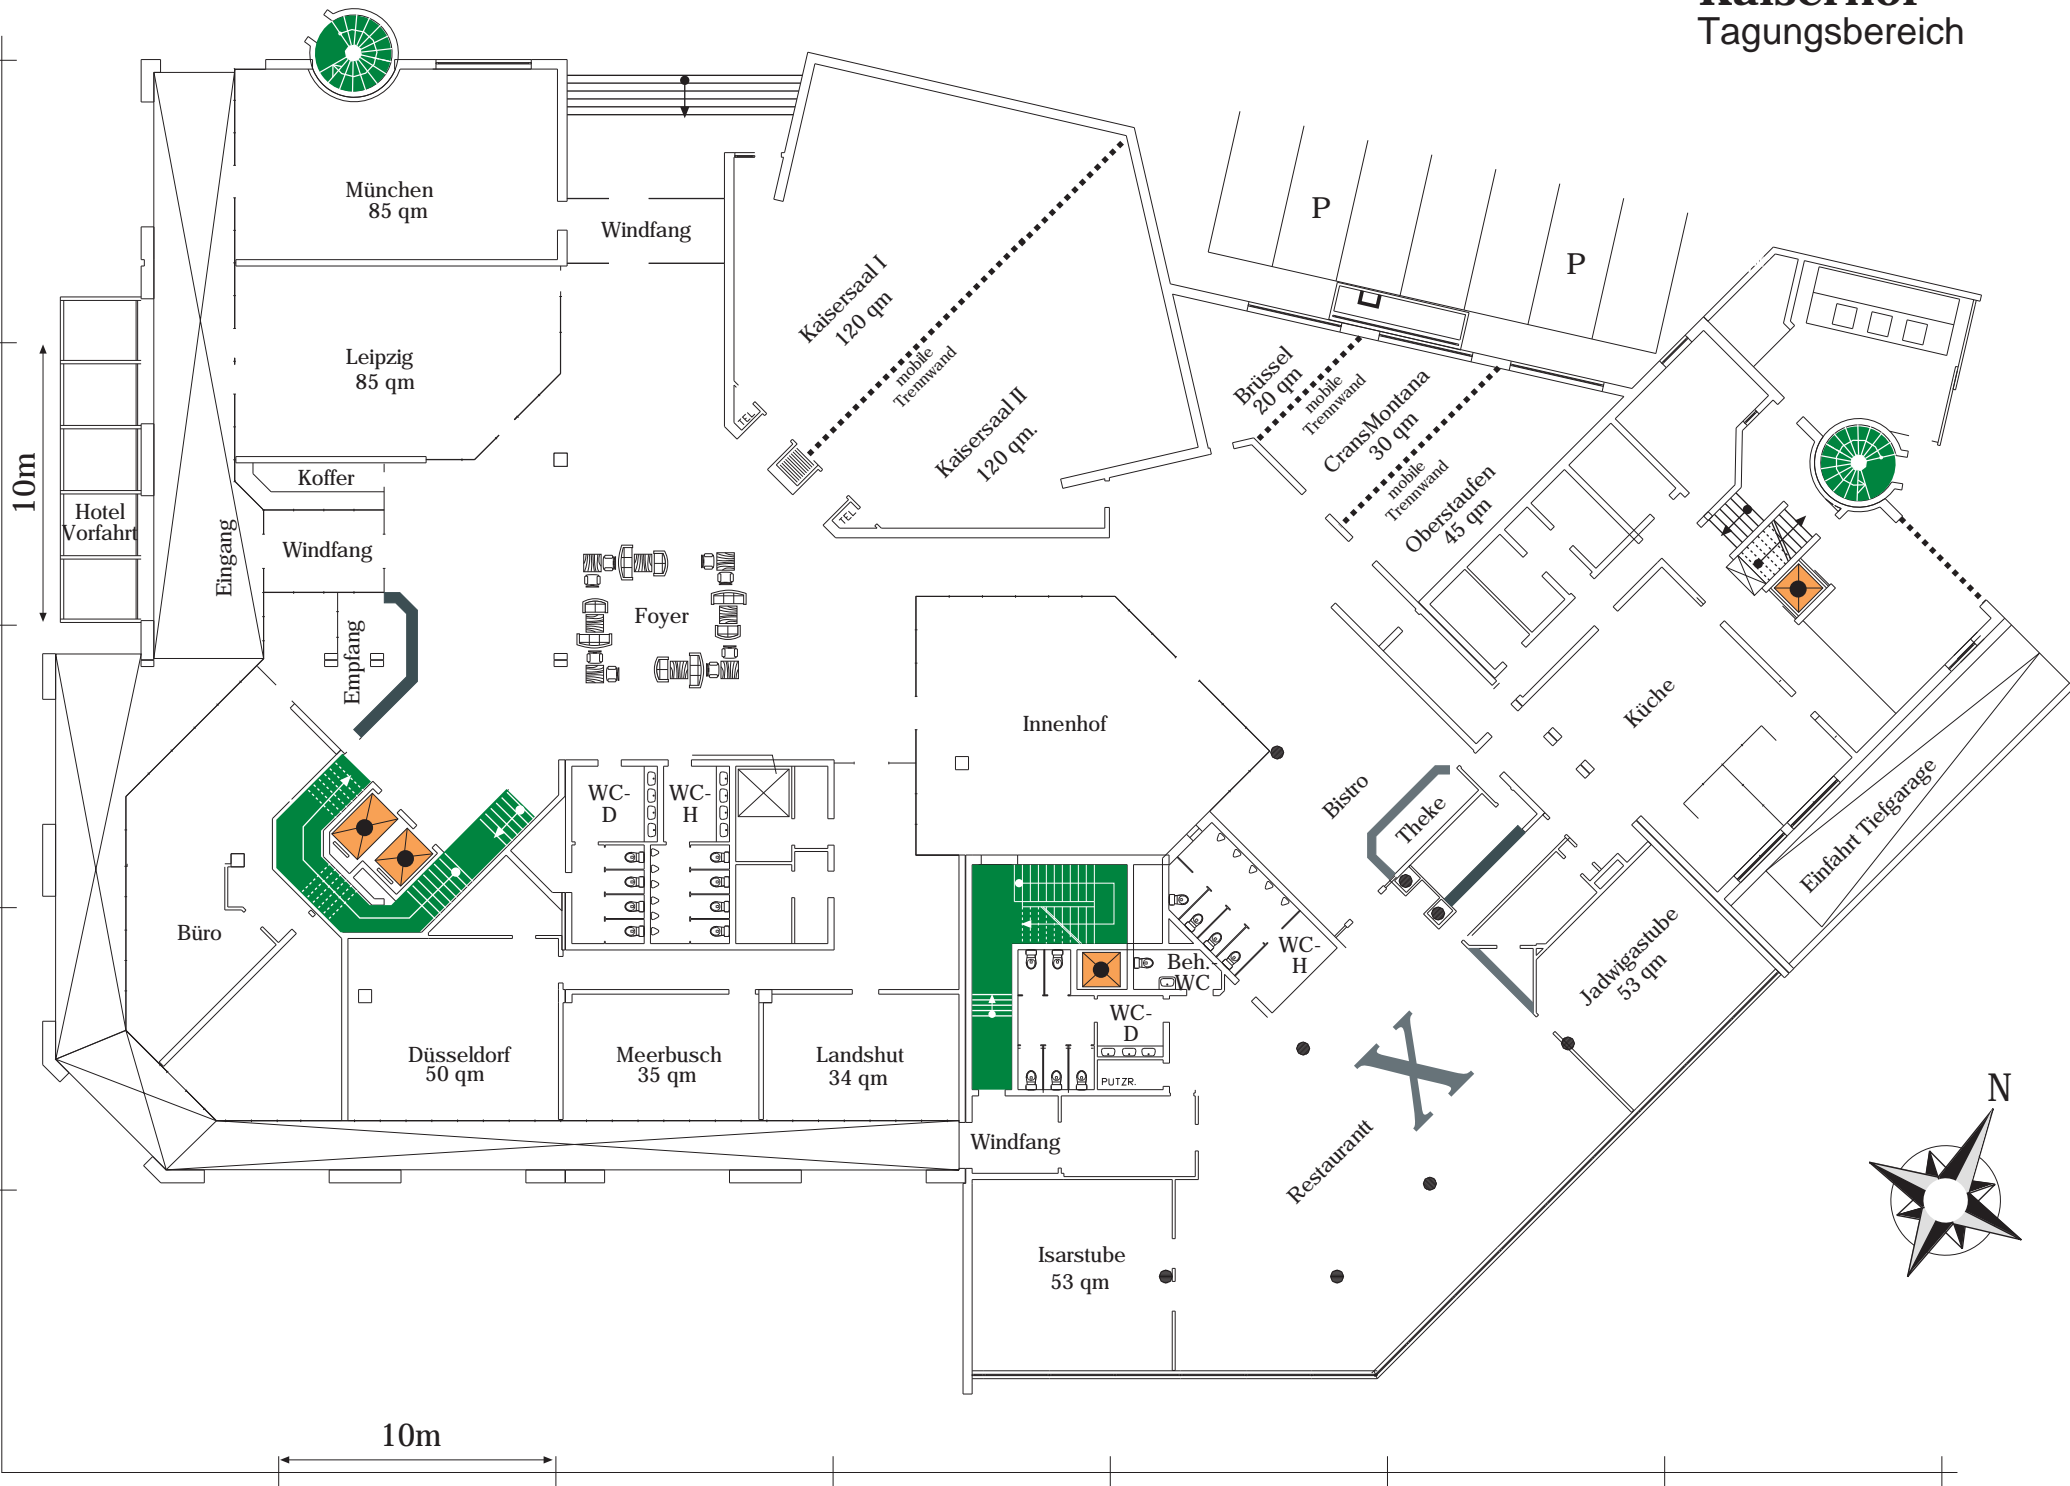 Kaiserhof
Tagungsbereich
München
85 qm
Windfang
P
P
Kaisersaal I
120 qm
mobile
Trennwand
Kaisersaal II
120 qm.
Leipzig
85 qm
TEL
TEL
Brüssel
20 qm
mobile
Trennwand
CransMontana
30 qm
mobile
Trennwand
Oberstaufen
45 qm
10m
Hotel
Vorfahrt
Eingang
Koffer
Windfang
Empfang
Foyer
Innenhof
Küche
Bistro
Theke
Einfahrt Tiefgarage
WC-
D
WC-
H
Büro
Beh.-
WC
WC-
H
WC-
D
PUTZR.
Jadwigastube
53 qm
Düsseldorf
50 qm
Meerbusch
35 qm
Landshut
34 qm
Windfang
X
Restaurantt
N
Isarstube
53 qm
10m